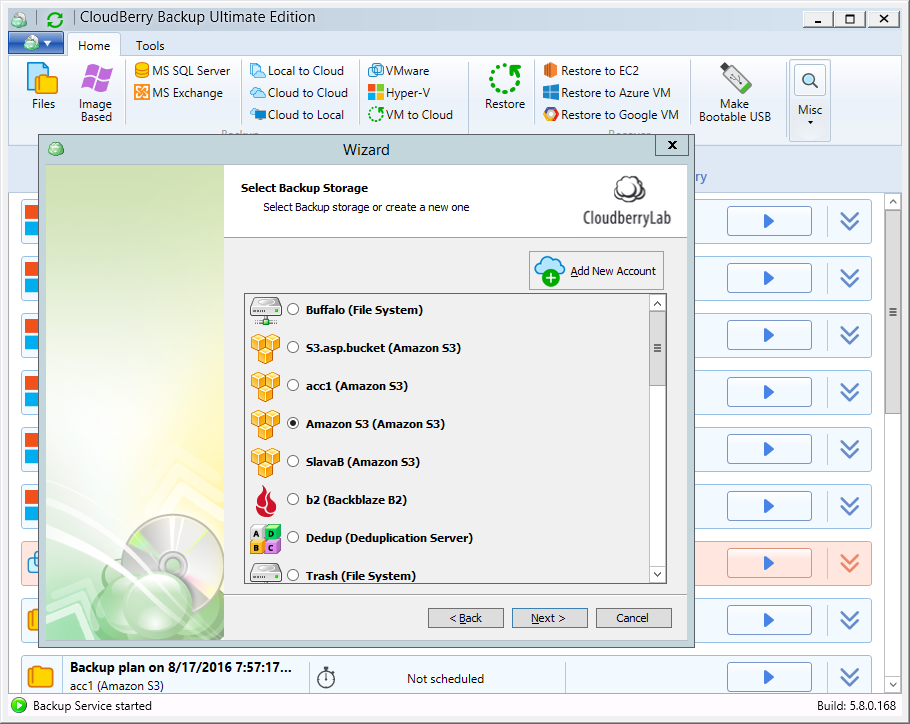 CloudBerry Backup Ultimate Edition
Home Tools
Files
Image Based
MS SQL Server
MS Exchange
Local to Cloud
Cloud to Cloud
Cloud to Local
VMware
Hyper-V
VM to Cloud
Restore
Restore to EC2
Restore to Azure VM
Restore to Google VM
Make
Bootable USB
Misc
Wizard
Select Backup Storage
Select Backup storage or create a new one
CloudberryLab
Add New Account
Buffalo (File System)
S3.asp.bucket (Amazon S3)
acc1 (Amazon S3)
Amazon S3 (Amazon S3)
SlavaB (Amazon S3)
b2 (Backblaze B2)
A D B C
Dedup (Deduplication Server)
Trash (File System)
< Back Next > Cancel
Backup plan on 8/17/2016 7:57:17...
acc1 (Amazon S3)
Not scheduled
Backup Service started
Build: 5.8.0.168